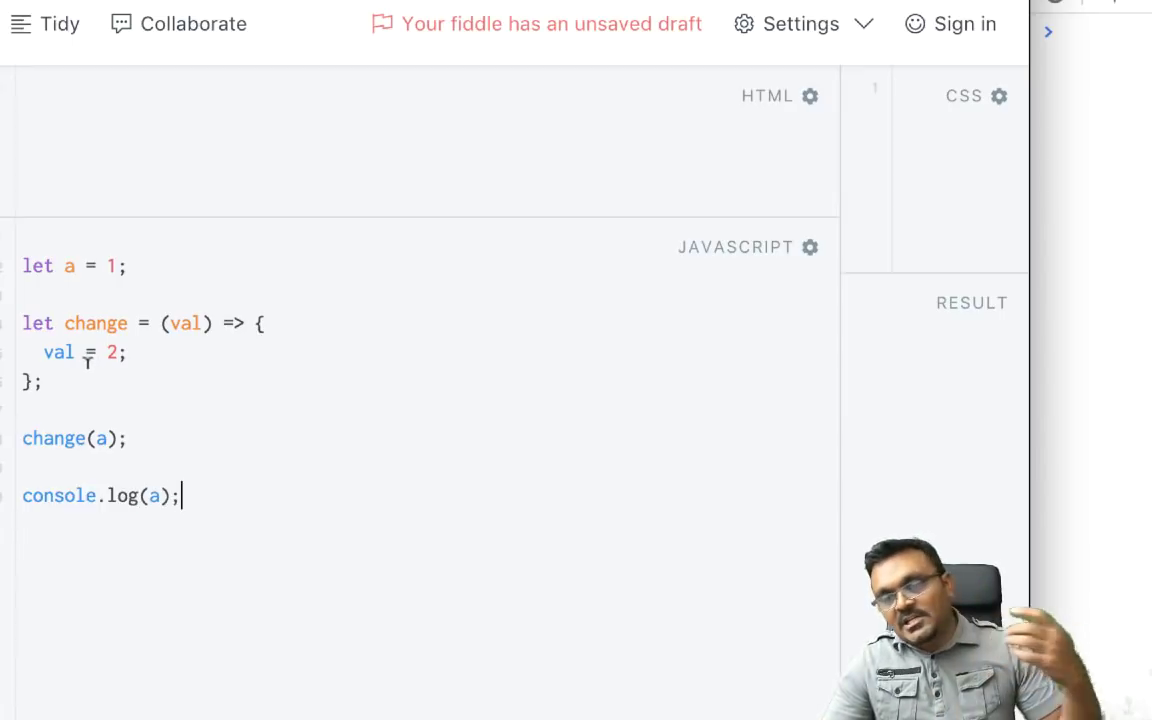 Tidy Collaborate Your fiddle has an unsaved draft Settings Sign in
HTML
CSS
1
JAVASCRIPT
let a = 1;
let change = (val) => {
val = 2;
};
change(a);
console.log(a);
RESULT